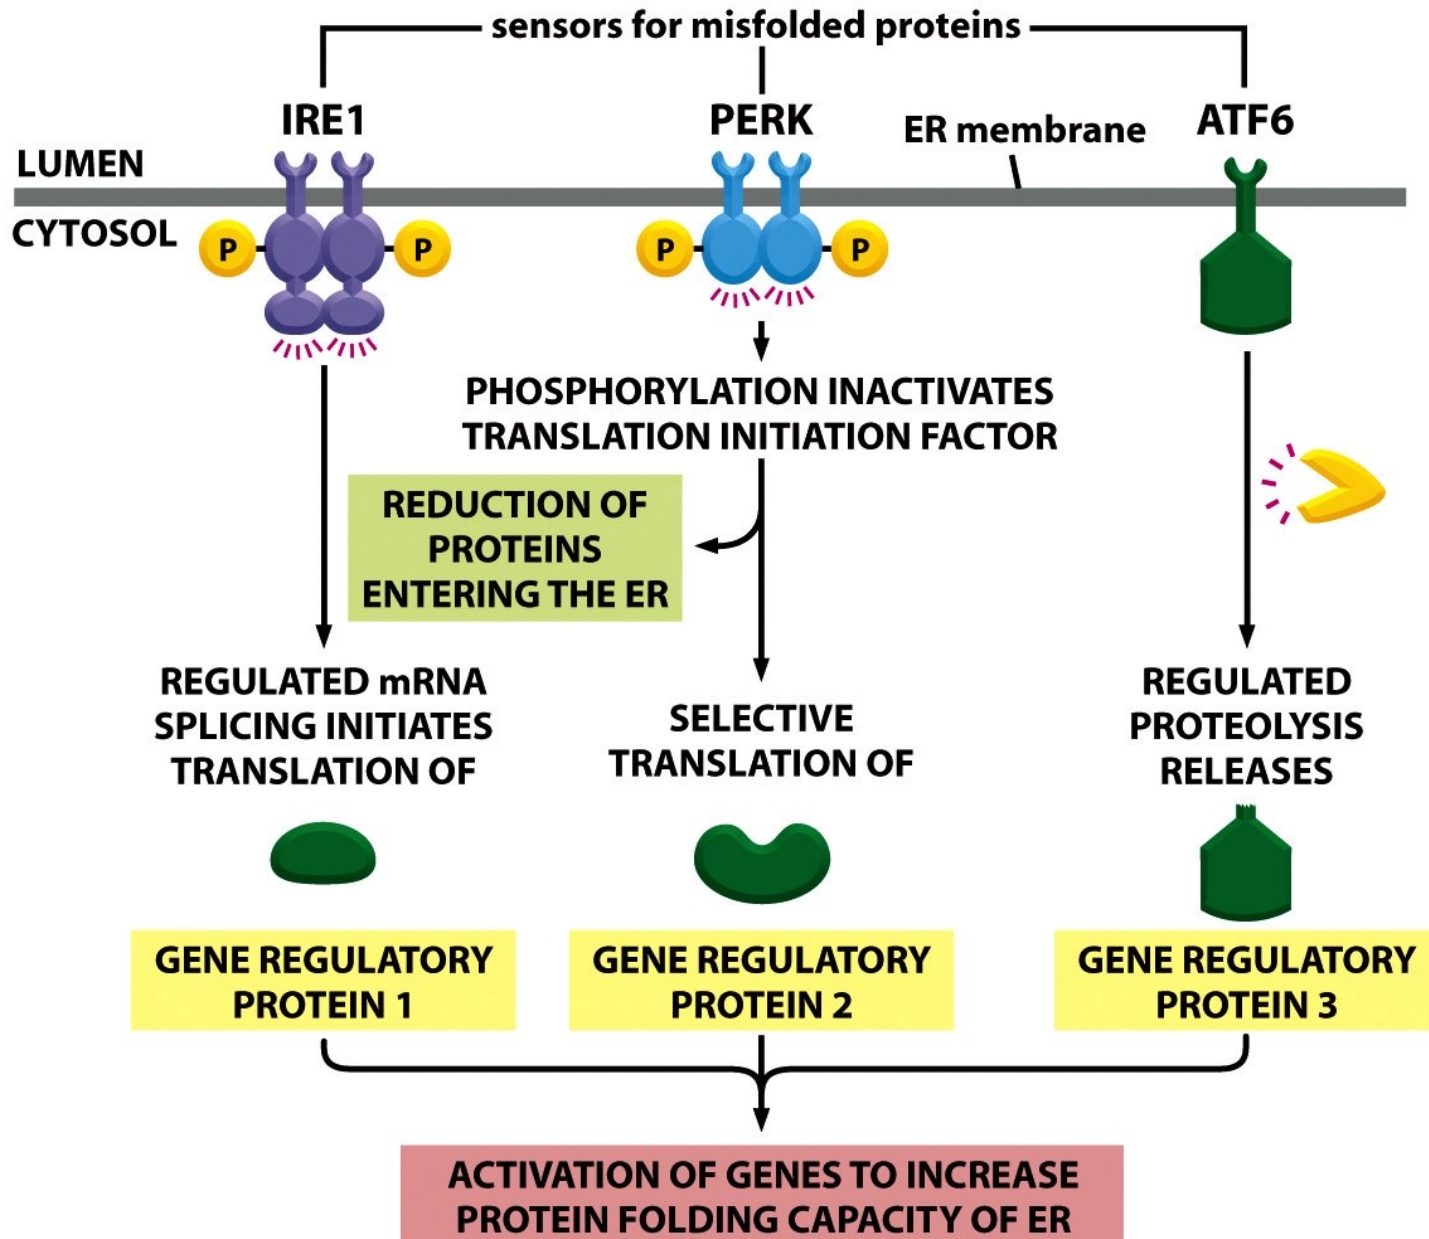 sensors for misfolded proteins
IRE1
PERK
ER membrane
ATF6
LUMEN
CYTOSOL
P
P
P
P
PHOSPHORYLATION INACTIVATES
TRANSLATION INITIATION FACTOR
REDUCTION OF
PROTEINS
ENTERING THE ER
REGULATED mRNA
SPLICING INITIATES
TRANSLATION OF
SELECTIVE
TRANSLATION OF
REGULATED
PROTEOLYSIS
RELEASES
GENE REGULATORY
PROTEIN 1
GENE REGULATORY
PROTEIN 2
GENE REGULATORY
PROTEIN 3
ACTIVATION OF GENES TO INCREASE
PROTEIN FOLDING CAPACITY OF ER